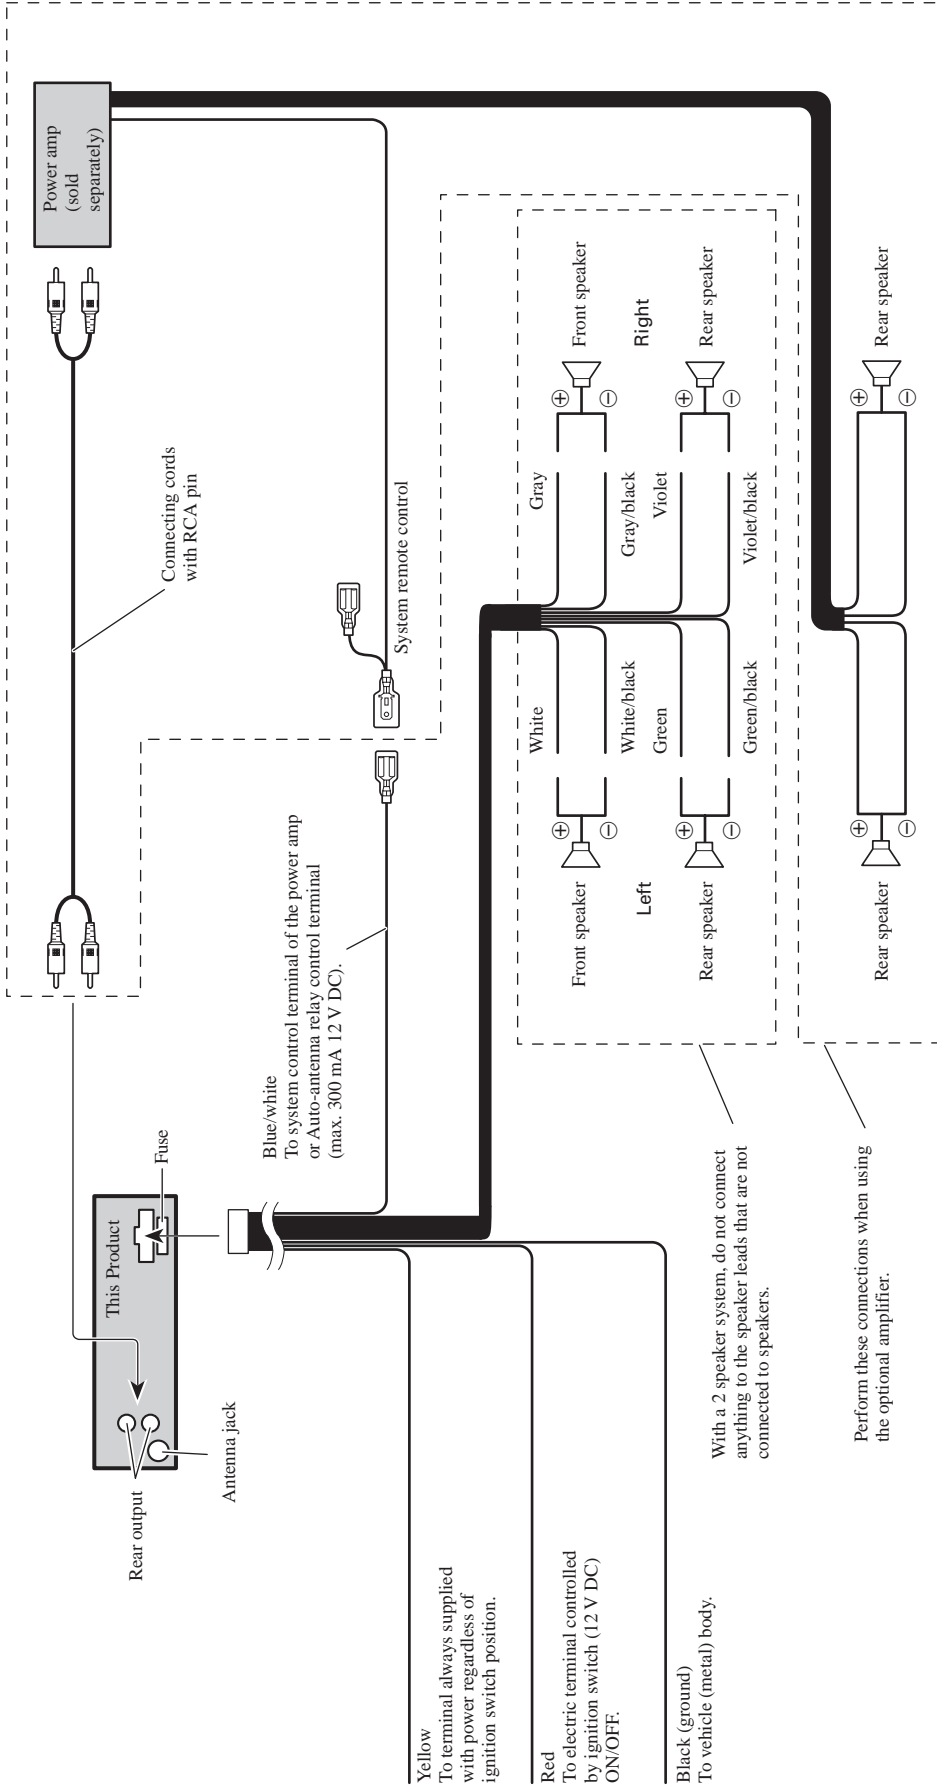 Power amp
(sold
separately)
Connecting cords
with RCA pin
System remote control
This Product
Fuse
Rear output
Antenna jack
Blue/white
To system control terminal of the power amp
or Auto-antenna relay control terminal
(max. 300 mA 12 V DC).
Yellow
To terminal always supplied
with power regardless of
ignition switch position.
Red
To electric terminal controlled
by ignition switch (12 V DC)
ON/OFF.
Black (ground)
To vehicle (metal) body.
Front speaker
+
-
White
White/black
Gray
Gray/black
+
-
Front speaker
Left
Right
Rear speaker
+
-
Green
Green/black
Violet
Violet/black
+
-
Rear speaker
With a 2 speaker system, do not connect
anything to the speaker leads that are not
connected to speakers.
Rear speaker
+
-
+
-
Rear speaker
Perform these connections when using
the optional amplifier.